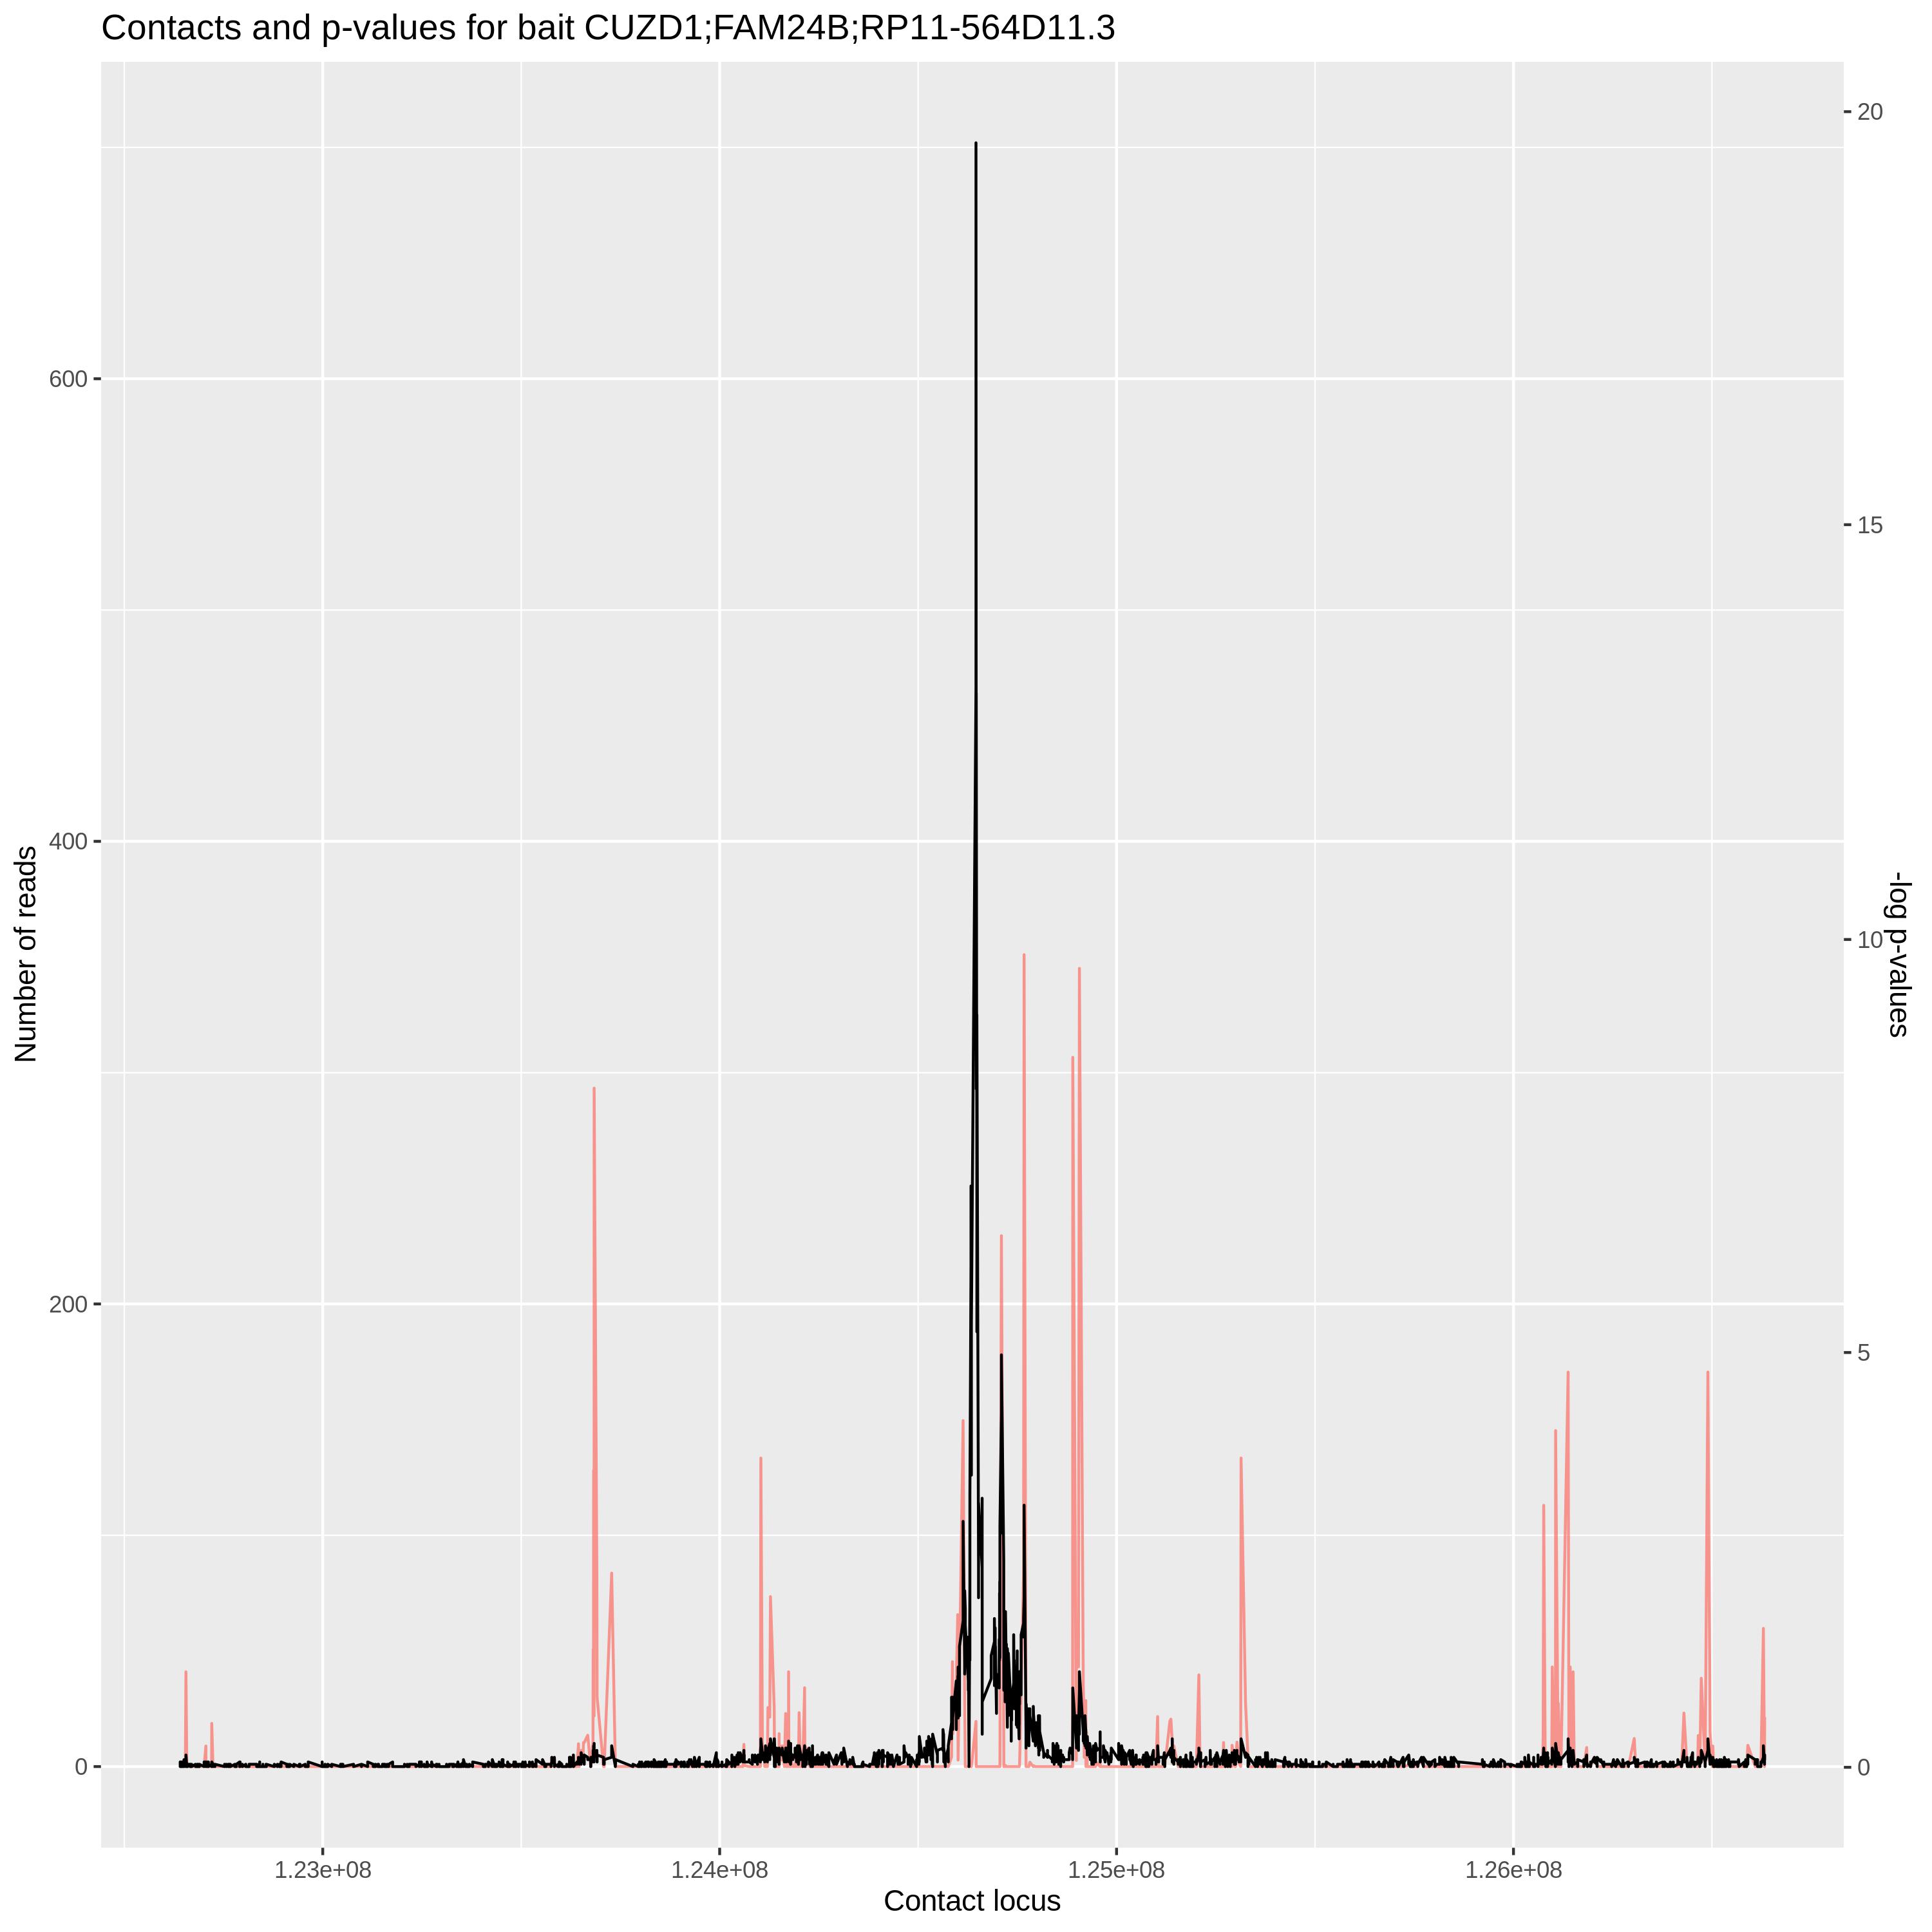 Contacts and p-values for bait CUZD1;FAM24B;RP11-564D11.3
Number of reads
600
400
200
0
20
15
10
5
0
-log p-values
1.23e+08 1.24e+08 1.25e+08 1.26e+08
Contact locus